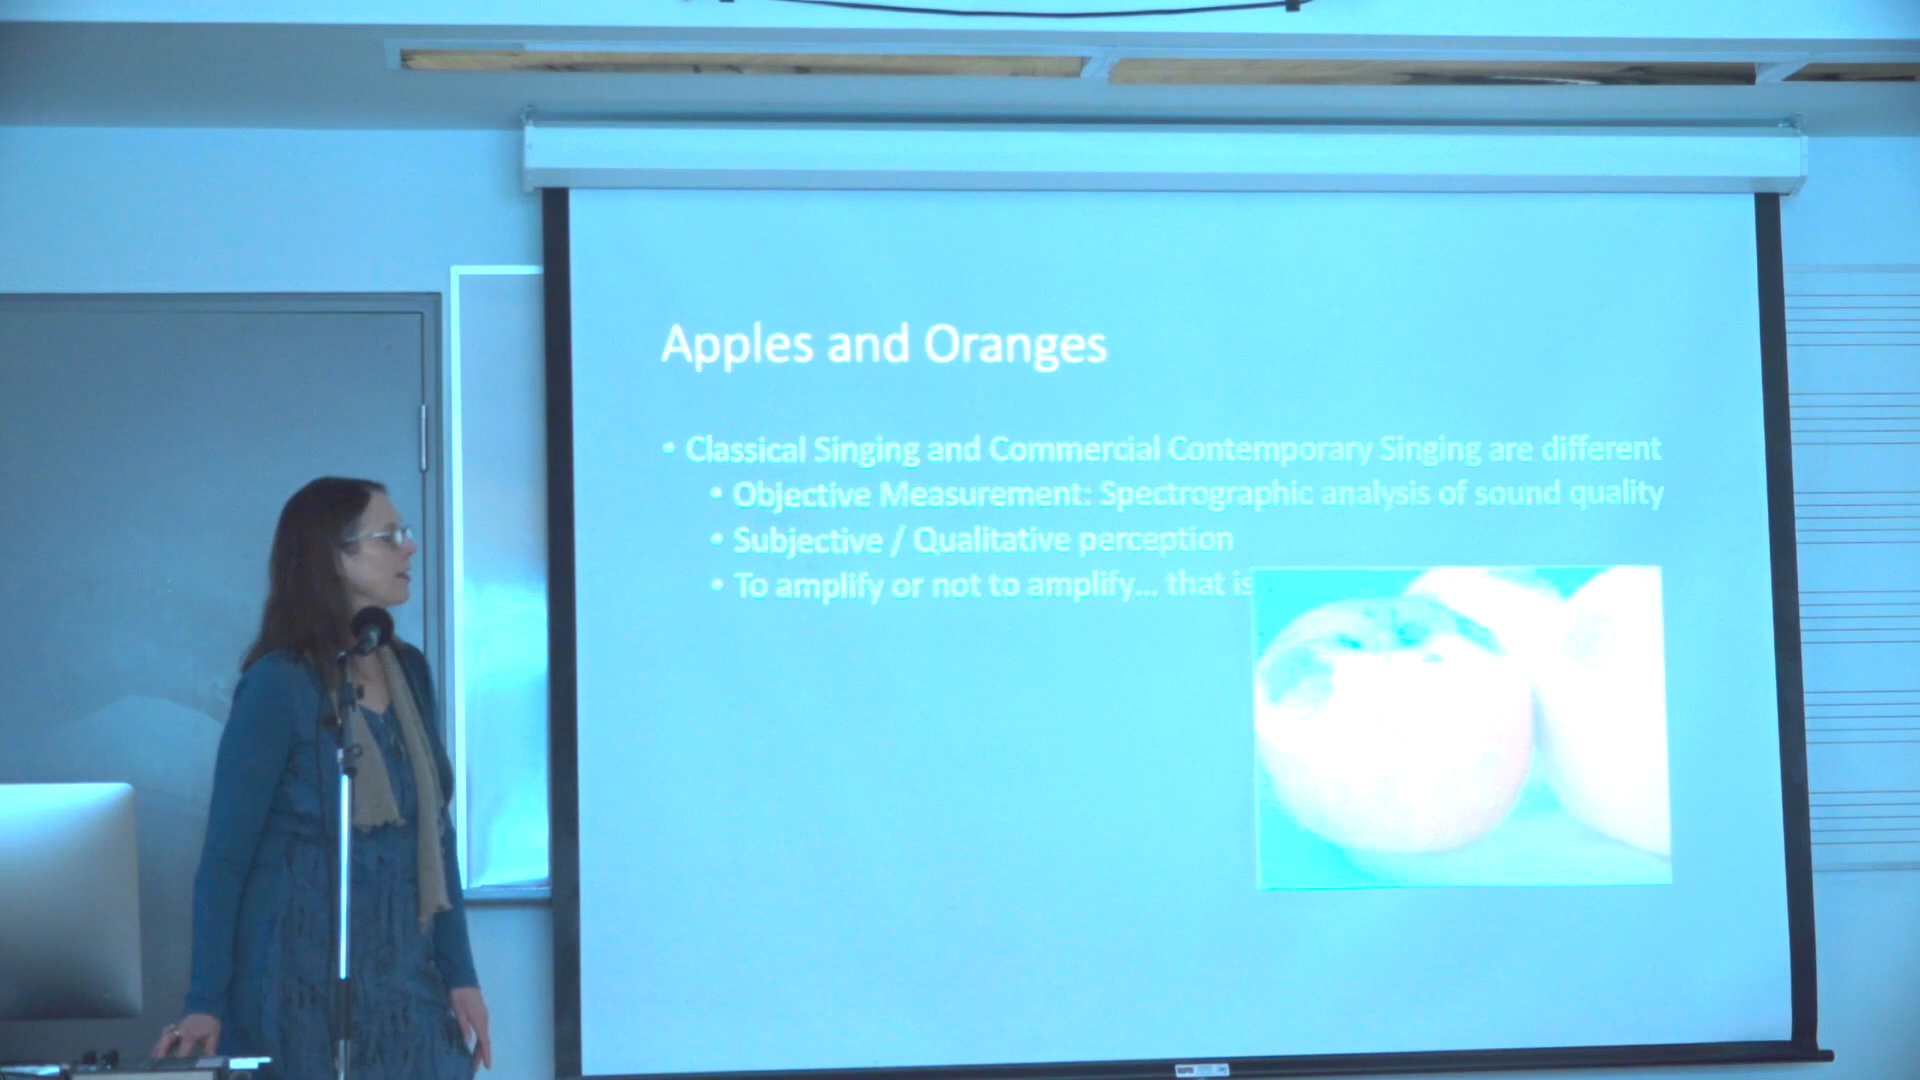 Apples and Oranges
• Classical Singing and Commercial Contemporary Singing are different
• Objective Measurement: Spectrographic analysis of sound quality
• Subjective / Qualitative perception
• To amplify or not to amplify... that is